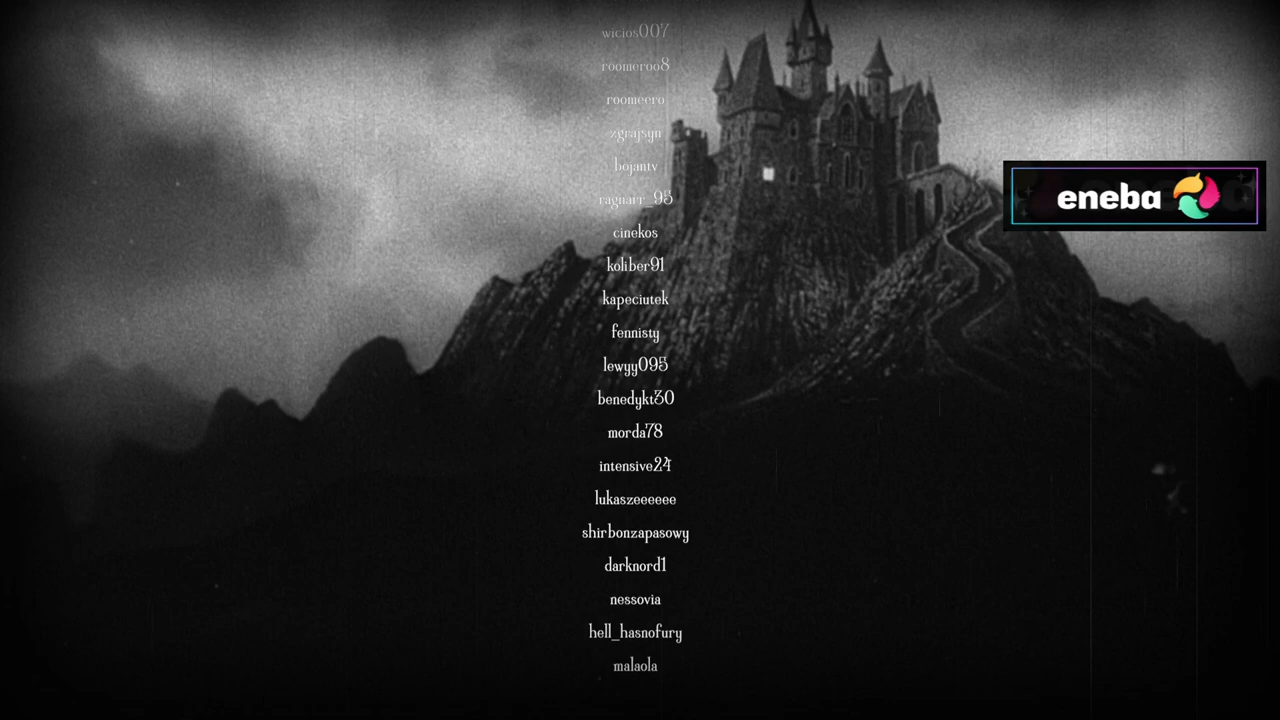 wicios007
roomeroo8
roomeero
zgrajsyn
bojantv
ragnarr_95
cinekos
koliber91
kapeciutek
fennisty
lewyy095
benedykt30
morda78
intensive24
lukaszeeeeee
shirbonzapasowy
darknord1
nessovia
hell_hasnofury
malaola
eneba